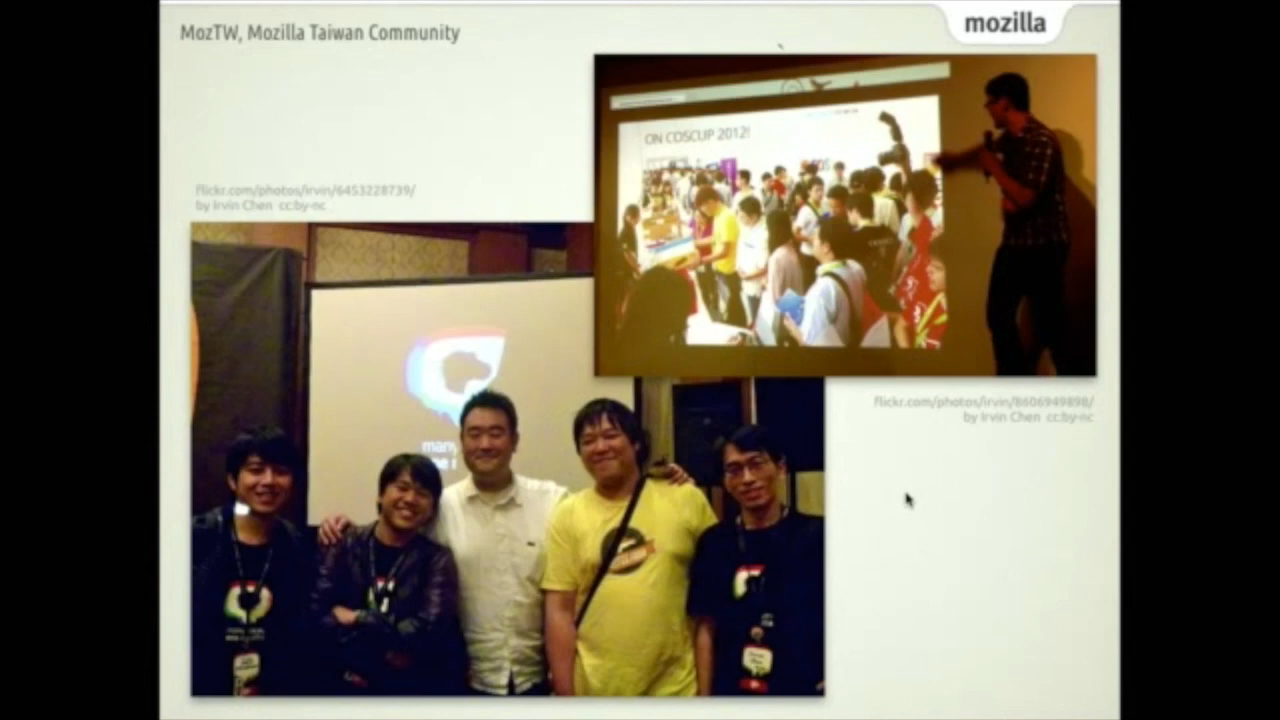 MozTW, Mozilla Taiwan Community
mozilla
ON COSCUP 2012!
flickr.com/photos/irvin/6453228739/
by Irvin Chen cc:by-nc
flickr.com/photos/irvin/8606949898/
by Irvin Chen cc:by-nc
many